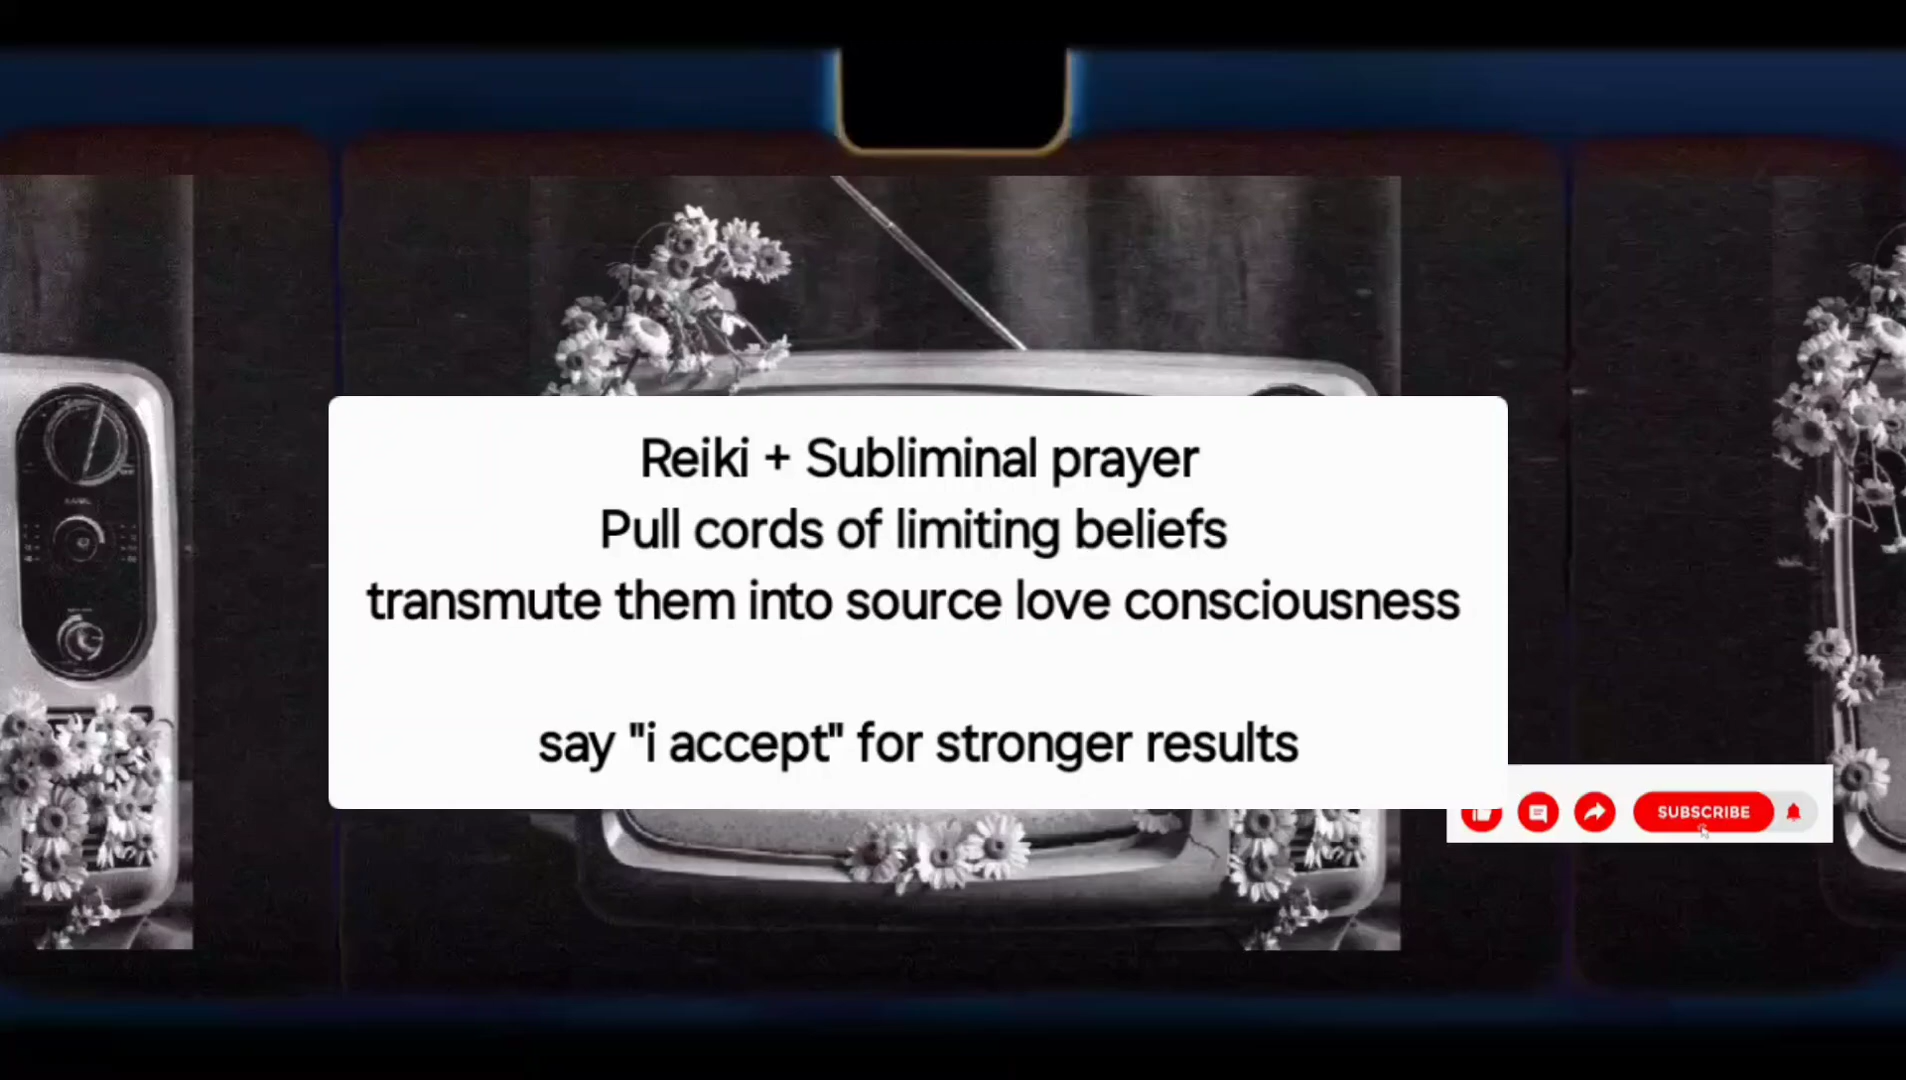 Reiki + Subliminal prayer
Pull cords of limiting beliefs
transmute them into source love consciousness
say "i accept" for stronger results
SUBSCRIBE